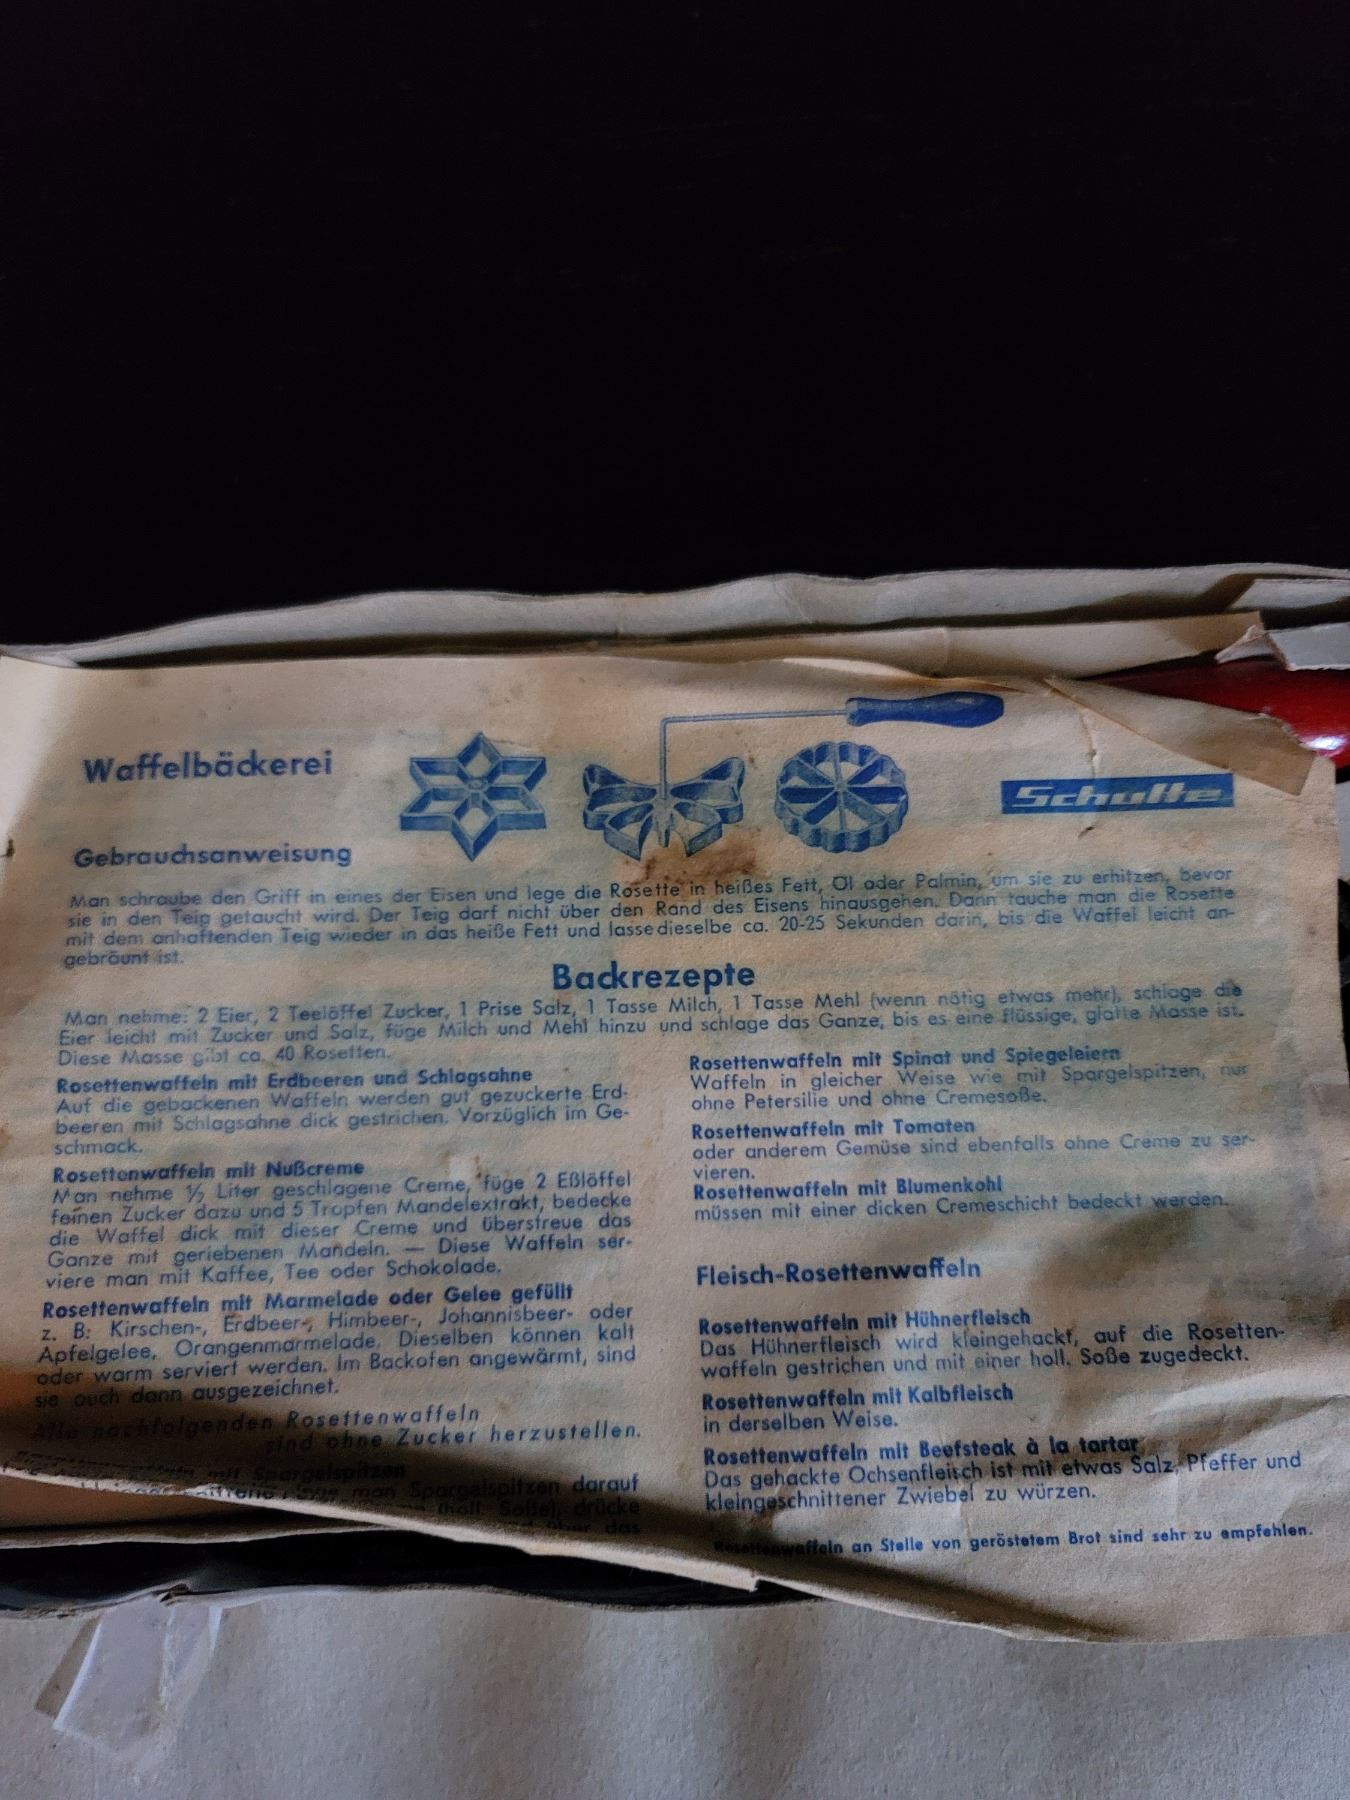 Waffelbäckerei
Schulte
Gebrauchsanweisung
Man schraube den Griff in eines der Eisen und lege die Rosette in heißes Fett, Öl oder Palmin, um sie zu erhitzen, bevor
sie in den Teig getaucht wird. Der Teig darf nicht über den Rand des Eisens hinausgehen. Dann tauche man die Rosette
mit dem anhaftenden Teig wieder in das heiße Fett und lasse dieselbe ca. 20-25 Sekunden darin, bis die Waffel leicht an-
gebräunt ist.
Backrezepte
Man nehme: 2 Eier, 2 Teelöffel Zucker, 1 Prise Salz, 1 Tasse Milch, 1 Tasse Mehl (wenn nötig etwas mehr), schlage die
Eier leicht mit Zucker und Salz, füge Milch und Mehl hinzu und schlage das Ganze, bis es eine flüssige, glatte Masse ist.
Diese Masse gibt ca. 40 Rosetten.
Rosettenwaffeln mit Erdbeeren und Schlagsahne
Auf die gebackenen Waffeln werden gut gezuckerte Erd-
beeren mit Schlagsahne dick gestrichen. Vorzüglich im Ge-
schmack.
Rosettenwaffeln mit Nußcreme
Man nehme ½ Liter geschlagene Creme, füge 2 Eßlöffel
feinen Zucker dazu und 5 Tropfen Mandelextrakt, bedecke
die Waffel dick mit dieser Creme und überstreue das
Ganze mit geriebenen Mandeln. — Diese Waffeln ser-
viere man mit Kaffee, Tee oder Schokolade.
Rosettenwaffeln mit Marmelade oder Gelee gefüllt
z. B: Kirschen-, Erdbeer-, Himbeer-, Johannisbeer- oder
Apfelgelee, Orangenmarmelade. Dieselben können kalt
oder warm serviert werden. Im Backofen angewärmt, sind
sie auch dann ausgezeichnet.
Alle nachfolgenden Rosettenwaffeln
sind ohne Zucker herzustellen.
mit Spargelspitzen
man Spargelspitzen darauf
(holl. Soße), drücke
und über das
Rosettenwaffeln mit Spinat und Spiegeleiern
Waffeln in gleicher Weise wie mit Spargelspitzen, nur
ohne Petersilie und ohne Cremesoße.
Rosettenwaffeln mit Tomaten
oder anderem Gemüse sind ebenfalls ohne Creme zu ser-
vieren.
Rosettenwaffeln mit Blumenkohl
müssen mit einer dicken Cremeschicht bedeckt werden.
Fleisch-Rosettenwaffeln
Rosettenwaffeln mit Hühnerfleisch
Das Hühnerfleisch wird kleingehackt, auf die Rosetten-
waffeln gestrichen und mit einer holl. Soße zugedeckt.
Rosettenwaffeln mit Kalbfleisch
in derselben Weise.
Rosettenwaffeln mit Beefsteak à la tartar
Das gehackte Ochsenfleisch ist mit etwas Salz, Pfeffer und
kleingeschnittener Zwiebel zu würzen.
Rosettenwaffeln an Stelle von geröstetem Brot sind sehr zu empfehlen.